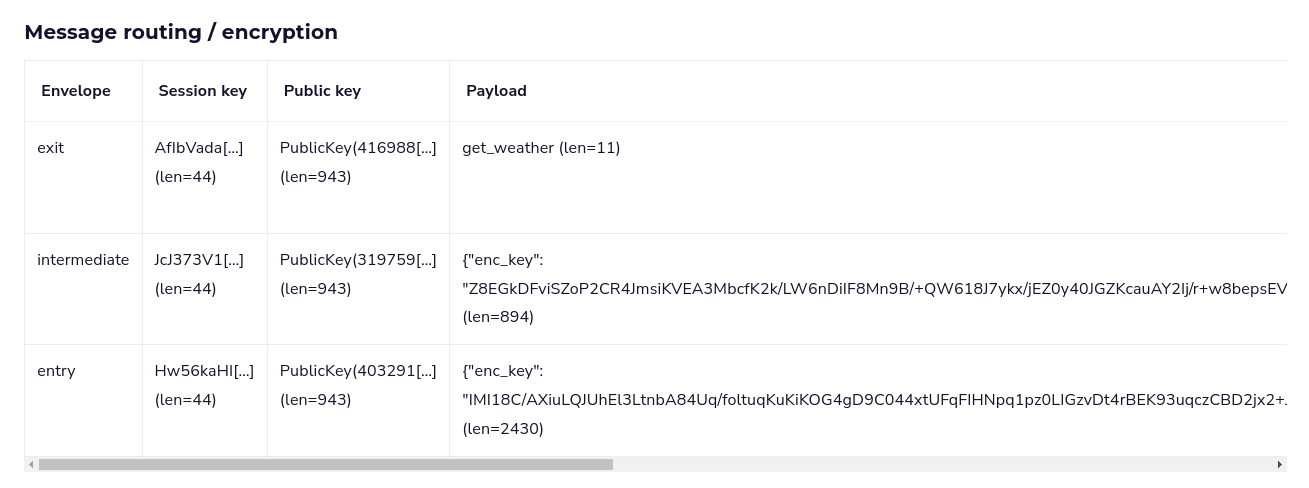 Message routing / encryption
Envelope Session key Public key Payload
exit AfIbVada[...] PublicKey(416988[...] get_weather (len=11)
(len=44) (len=943)
intermediate JcJ373V1[...] PublicKey(319759[...] {"enc_key":
(len=44) (len=943) "Z8EGkDFviSZoP2CR4JmsiKVEA3MbcfK2k/LW6nDiIF8Mn9B/+QW618J7ykx/jEZ0y40JGZKcauAY2Ij/r+w8bepsEV
(len=894)
entry Hw56kaHI[...] PublicKey(403291[...] {"enc_key":
(len=44) (len=943) "IMI18C/AXiuLQJUhEl3LtnbA84Uq/foltuqKuKiKOG4gD9C044xtUFqFIHNpq1pz0LIGzvDt4rBEK93uqczCBD2jx2+
(len=2430)